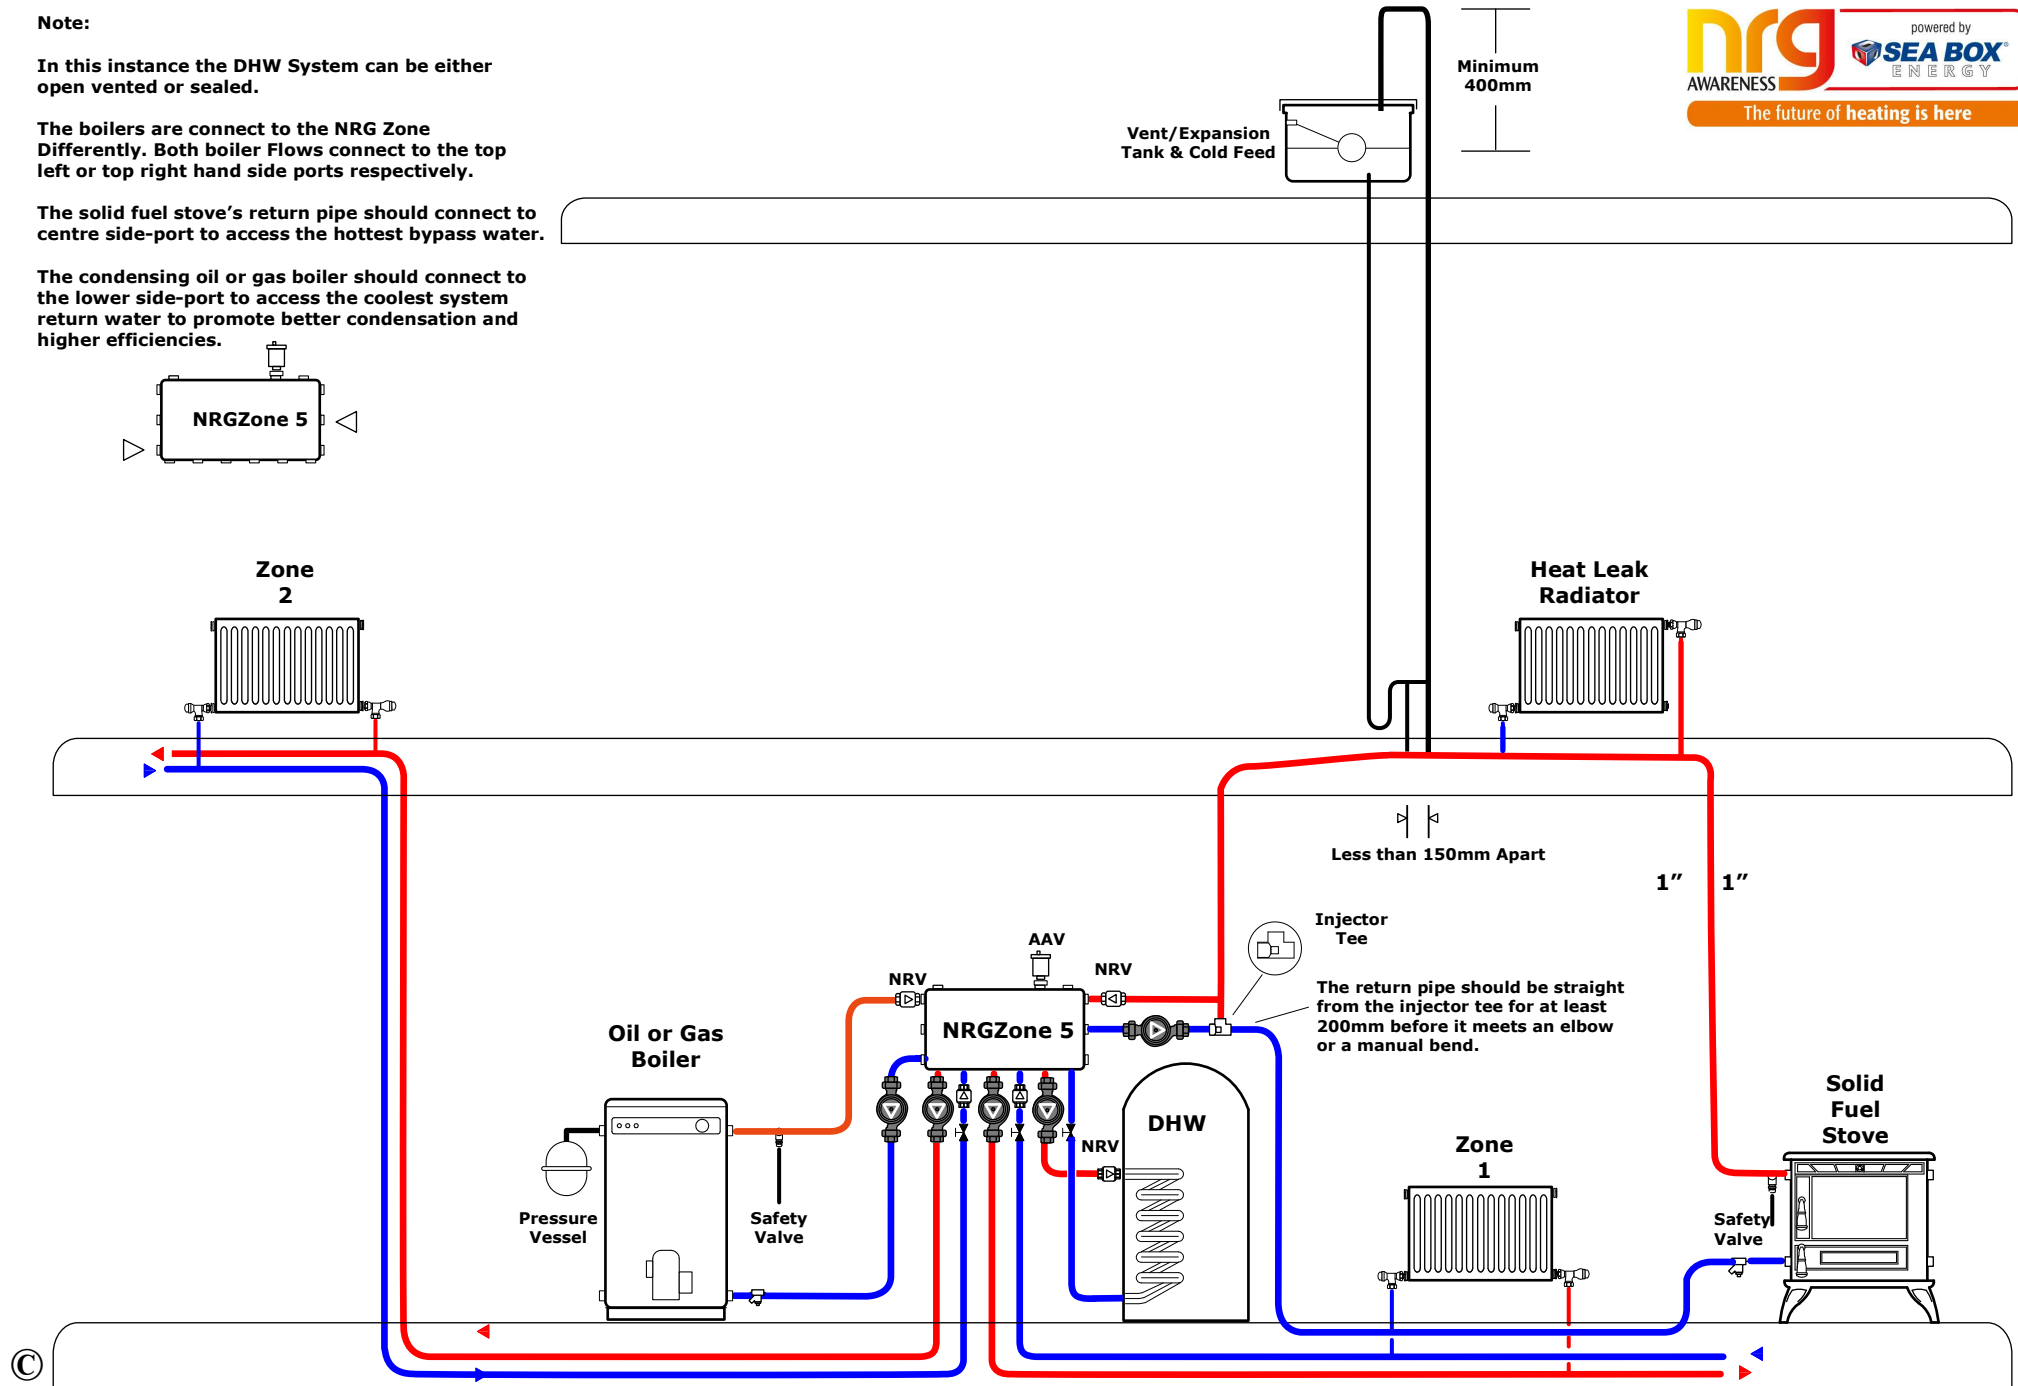 Note:
In this instance the DHW System can be either
open vented or sealed.
The boilers are connect to the NRG Zone
Differently. Both boiler Flows connect to the top
left or top right hand side ports respectively.
The solid fuel stove's return pipe should connect to
centre side-port to access the hottest bypass water.
The condensing oil or gas boiler should connect to
the lower side-port to access the coolest system
return water to promote better condensation and
higher efficiencies.
NRGZone 5
Minimum
400mm
Vent/Expansion
Tank & Cold Feed
nrg
AWARENESS
powered by
SEA BOX®
ENERGY
The future of heating is here
Zone
2
Heat Leak
Radiator
Less than 150mm Apart
1” 1”
Injector
Tee
The return pipe should be straight
from the injector tee for at least
200mm before it meets an elbow
or a manual bend.
AAV
NRV
NRV
NRGZone 5
Oil or Gas
Boiler
Pressure
Vessel
Safety
Valve
DHW
NRV
Zone
1
Solid
Fuel
Stove
Safety
Valve
©